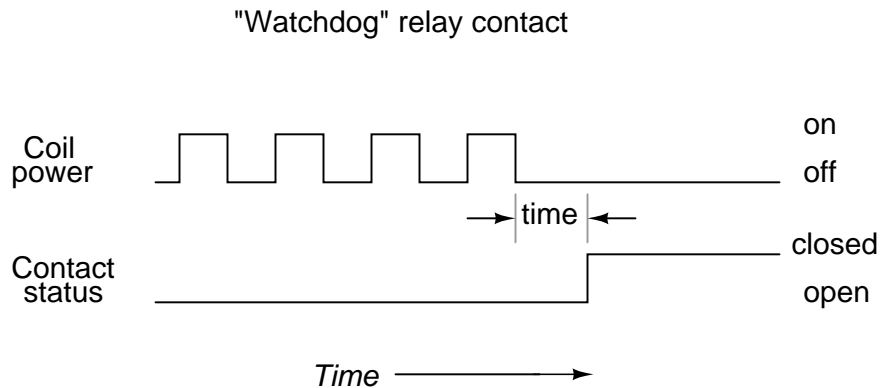 "Watchdog" relay contact
Coil
power
on
off
time
Contact
status
closed
open
Time